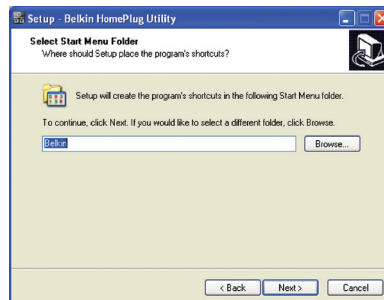 Setup - Belkin HomePlug Utility
Select Start Menu Folder
Where should Setup place the program's shortcuts?
Setup will create the program's shortcuts in the following Start Menu folder.
To continue, click Next. If you would like to select a different folder, click Browse.
Belkin
Browse...
< Back
Next >
Cancel